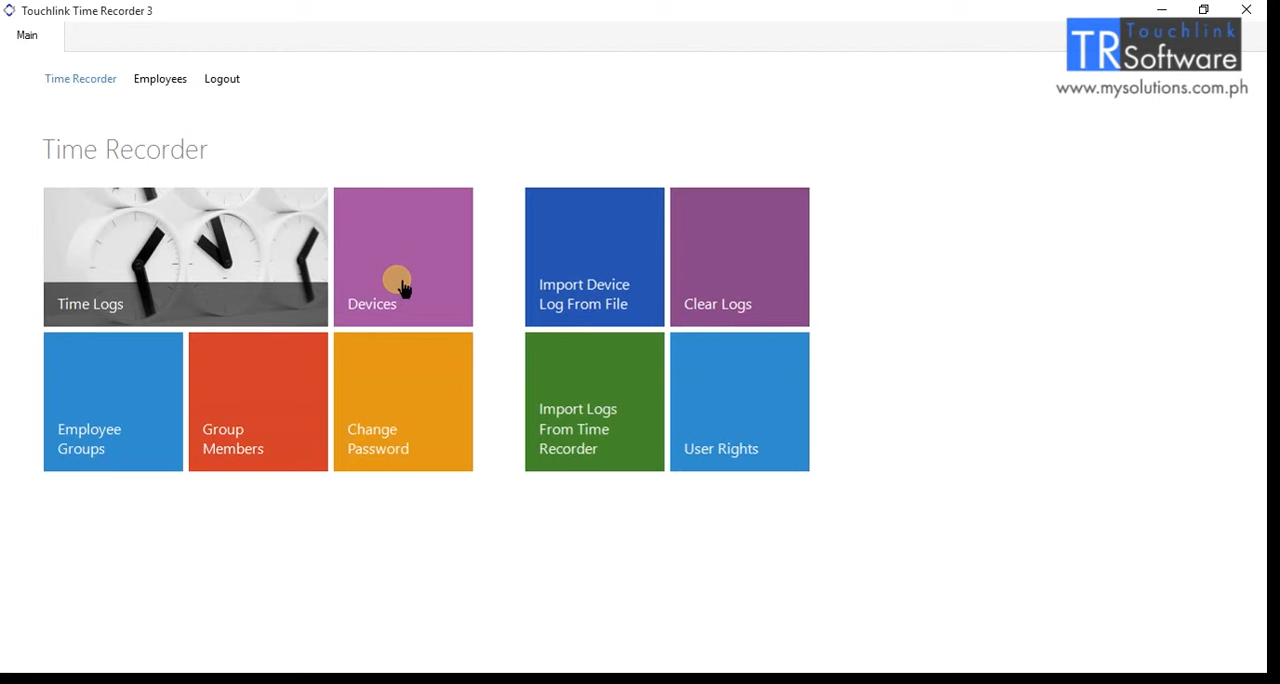 Touchlink Time Recorder 3
Main
Touchlink
TR Software
www.mysolutions.com.ph
Time Recorder
Employees
Logout
Time Recorder
Time Logs
Devices
Import Device
Log From File
Clear Logs
Employee
Groups
Group
Members
Change
Password
Import Logs
From Time
Recorder
User Rights